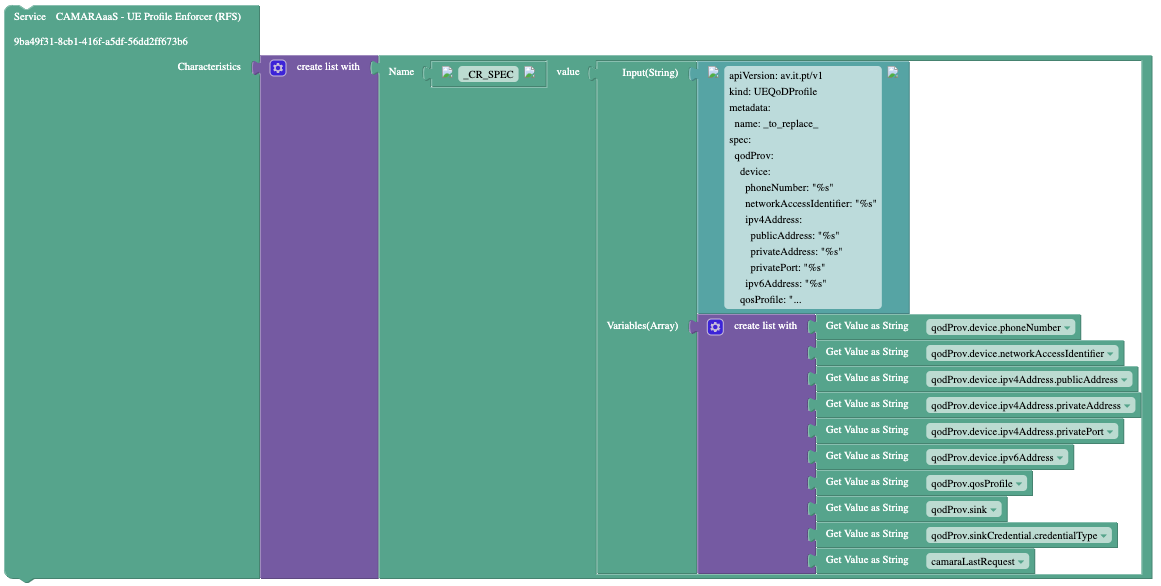 Service CAMARAaaS - UE Profile Enforcer (RFS)
9ba49f31-8cb1-416f-a5df-56dd2ff673b6
Characteristics create list with Name _CR_SPEC value Input(String)
apiVersion: av.it.pt/v1
kind: UEQoDProfile
metadata:
name: _to_replace_
spec:
qodProv:
device:
phoneNumber: "%s"
networkAccessIdentifier: "%s"
ipv4Address:
publicAddress: "%s"
privateAddress: "%s"
privatePort: "%s"
ipv6Address: "%s"
qosProfile: "...
Variables(Array) create list with Get Value as String qodProv.device.phoneNumber
Get Value as String qodProv.device.networkAccessIdentifier
Get Value as String qodProv.device.ipv4Address.publicAddress
Get Value as String qodProv.device.ipv4Address.privateAddress
Get Value as String qodProv.device.ipv4Address.privatePort
Get Value as String qodProv.device.ipv6Address
Get Value as String qodProv.qosProfile
Get Value as String qodProv.sink
Get Value as String qodProv.sinkCredential.credentialType
Get Value as String camaraLastRequest